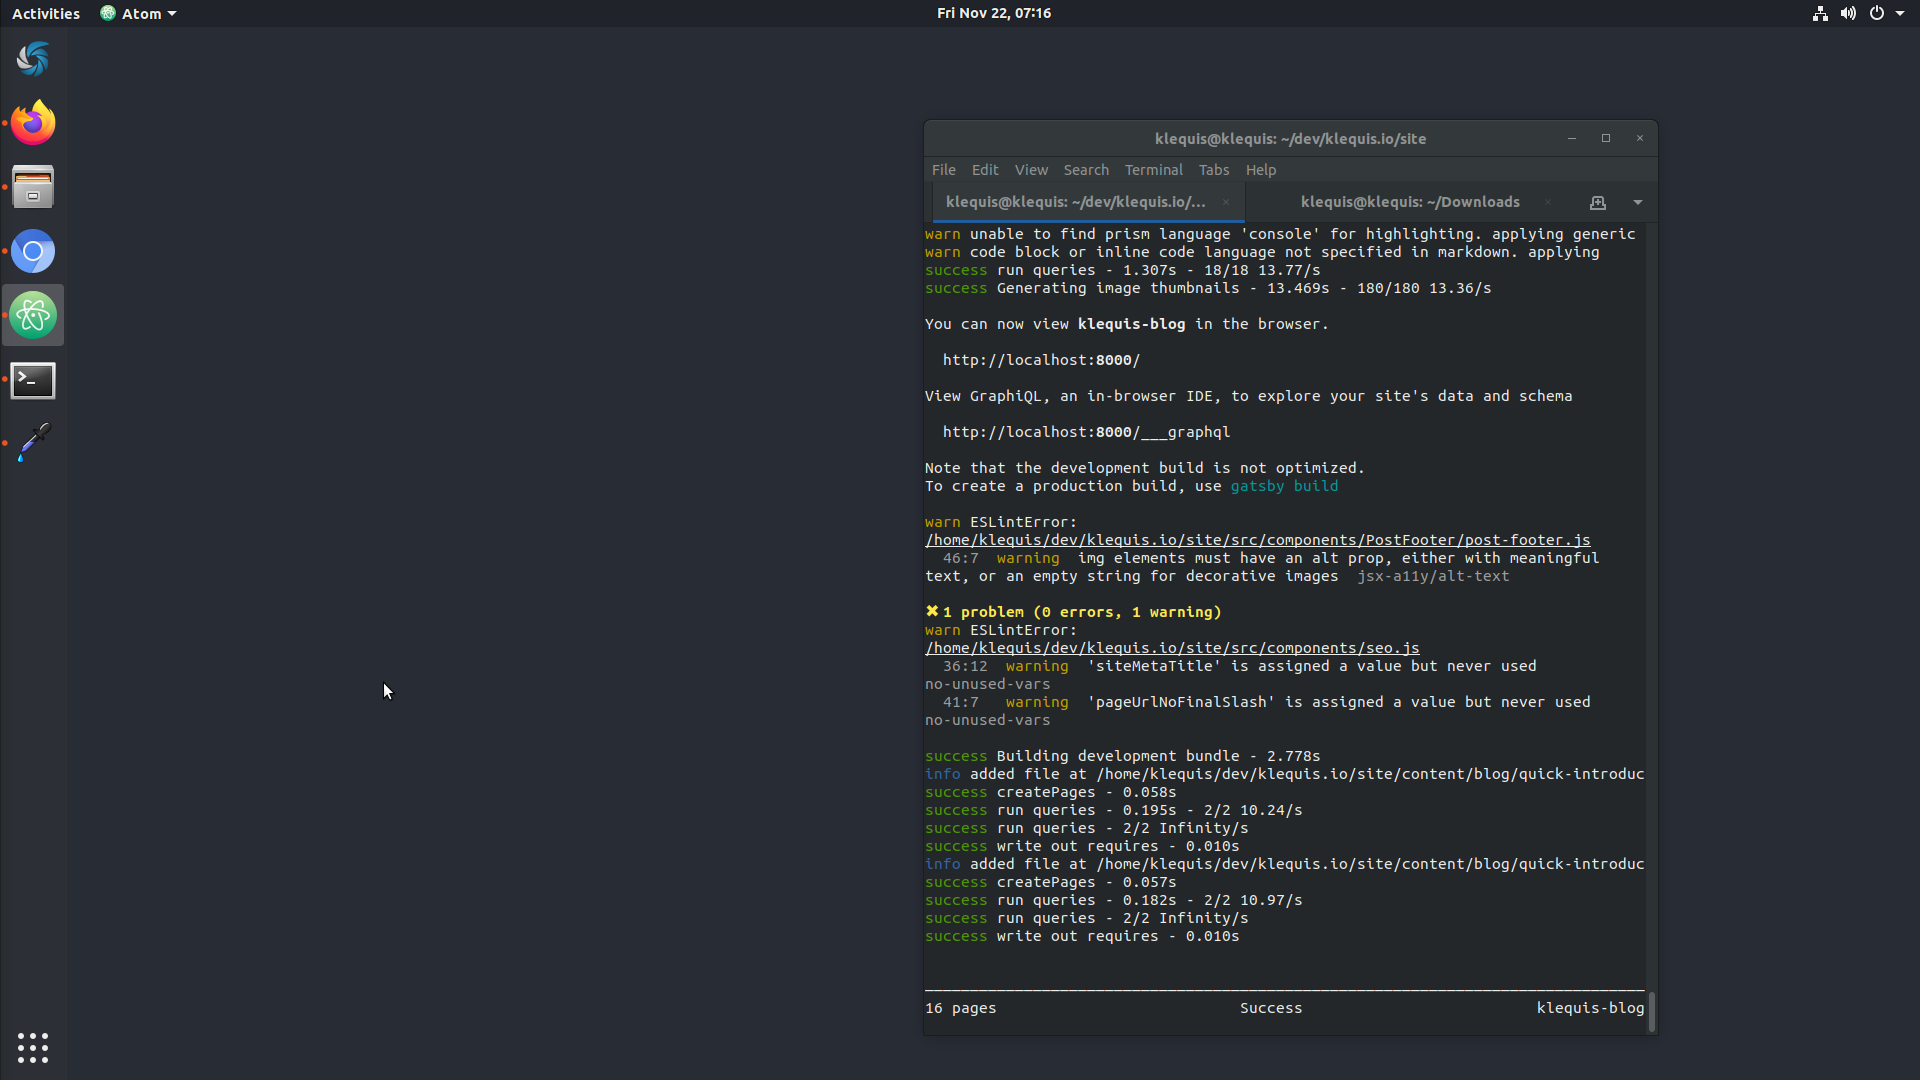 Activities Atom Fri Nov 22, 07:16
klequis@klequis: ~/dev/klequis.io/site
File Edit View Search Terminal Tabs Help
klequis@klequis: ~/dev/klequis.io/... klequis@klequis: ~/Downloads
warn unable to find prism language 'console' for highlighting. applying generic
warn code block or inline code language not specified in markdown. applying
success run queries - 1.307s - 18/18 13.77/s
success Generating image thumbnails - 13.469s - 180/180 13.36/s
You can now view klequis-blog in the browser.
http://localhost:8000/
View GraphiQL, an in-browser IDE, to explore your site's data and schema
http://localhost:8000/___graphql
Note that the development build is not optimized.
To create a production build, use gatsby build
warn ESLintError:
/home/klequis/dev/klequis.io/site/src/components/PostFooter/post-footer.js
46:7 warning img elements must have an alt prop, either with meaningful
text, or an empty string for decorative images jsx-a11y/alt-text
✖ 1 problem (0 errors, 1 warning)
warn ESLintError:
/home/klequis/dev/klequis.io/site/src/components/seo.js
36:12 warning 'siteMetaTitle' is assigned a value but never used
no-unused-vars
41:7 warning 'pageUrlNoFinalSlash' is assigned a value but never used
no-unused-vars
success Building development bundle - 2.778s
info added file at /home/klequis/dev/klequis.io/site/content/blog/quick-introduc
success createPages - 0.058s
success run queries - 0.195s - 2/2 10.24/s
success run queries - 2/2 Infinity/s
success write out requires - 0.010s
info added file at /home/klequis/dev/klequis.io/site/content/blog/quick-introduc
success createPages - 0.057s
success run queries - 0.182s - 2/2 10.97/s
success run queries - 2/2 Infinity/s
success write out requires - 0.010s
16 pages Success klequis-blog